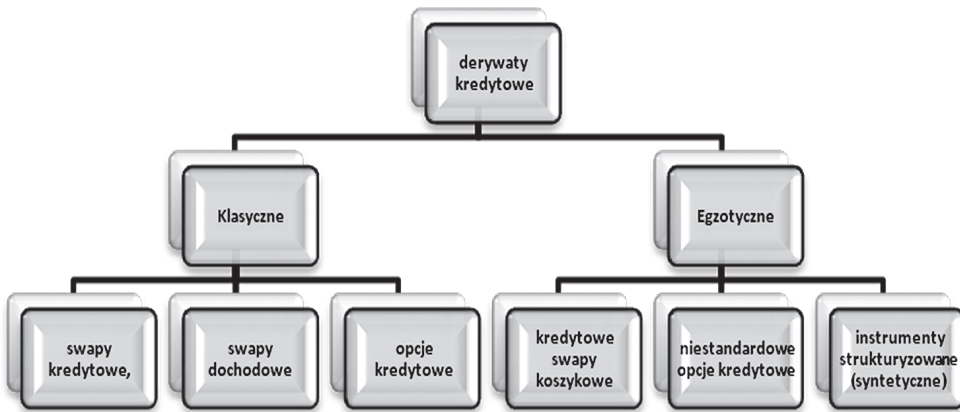 derywaty
kredytowe
Klasyczne
Egzotyczne
swapy
kredytowe,
swapy
dochodowe
opcje
kredytowe
kredytowe
swapy
koszykowe
niestandardowe
opcje kredytowe
instrumenty
strukturyzowane
(syntetyczne)